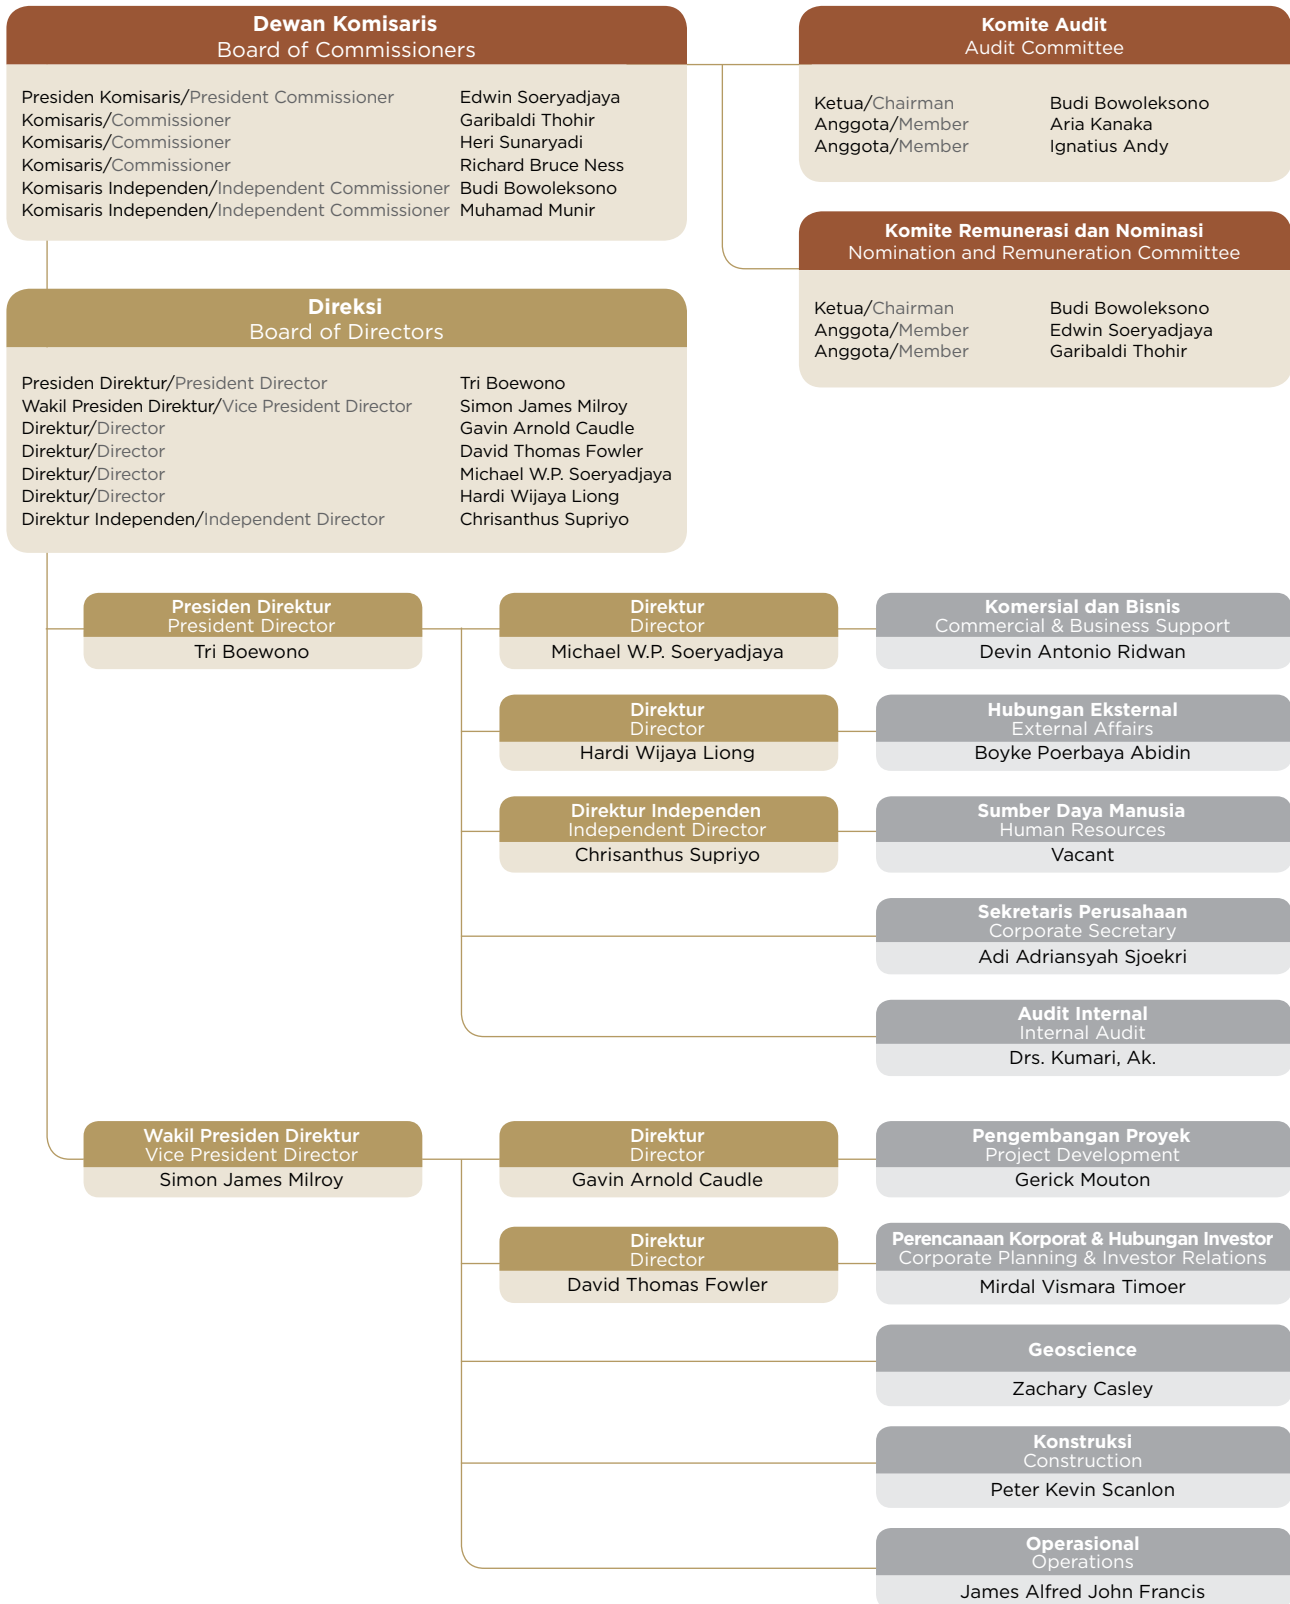 Dewan Komisaris
Board of Commissioners
Presiden Komisaris/President Commissioner Edwin Soeryadjaya
Komisaris/Commissioner Garibaldi Thohir
Komisaris/Commissioner Heri Sunaryadi
Komisaris/Commissioner Richard Bruce Ness
Komisaris Independen/Independent Commissioner Budi Bowoleksono
Komisaris Independen/Independent Commissioner Muhamad Munir
Komite Audit
Audit Committee
Ketua/Chairman Budi Bowoleksono
Anggota/Member Aria Kanaka
Anggota/Member Ignatius Andy
Komite Remunerasi dan Nominasi
Nomination and Remuneration Committee
Ketua/Chairman Budi Bowoleksono
Anggota/Member Edwin Soeryadjaya
Anggota/Member Garibaldi Thohir
Direksi
Board of Directors
Presiden Direktur/President Director Tri Boewono
Wakil Presiden Direktur/Vice President Director Simon James Milroy
Direktur/Director Gavin Arnold Caudle
Direktur/Director David Thomas Fowler
Direktur/Director Michael W.P. Soeryadjaya
Direktur/Director Hardi Wijaya Liong
Direktur Independen/Independent Director Chrisanthus Supriyo
Presiden Direktur
President Director
Tri Boewono
Direktur
Director
Michael W.P. Soeryadjaya
Komersial dan Bisnis
Commercial & Business Support
Devin Antonio Ridwan
Direktur
Director
Hardi Wijaya Liong
Hubungan Eksternal
External Affairs
Boyke Poerbaya Abidin
Direktur Independen
Independent Director
Chrisanthus Supriyo
Sumber Daya Manusia
Human Resources
Vacant
Sekretaris Perusahaan
Corporate Secretary
Adi Adriansyah Sjoekri
Audit Internal
Internal Audit
Drs. Kumari, Ak.
Wakil Presiden Direktur
Vice President Director
Simon James Milroy
Direktur
Director
Gavin Arnold Caudle
Pengembangan Proyek
Project Development
Gerick Mouton
Direktur
Director
David Thomas Fowler
Perencanaan Korporat & Hubungan Investor
Corporate Planning & Investor Relations
Mirdal Vismara Timoer
Geoscience
Zachary Casley
Konstruksi
Construction
Peter Kevin Scanlon
Operasional
Operations
James Alfred John Francis